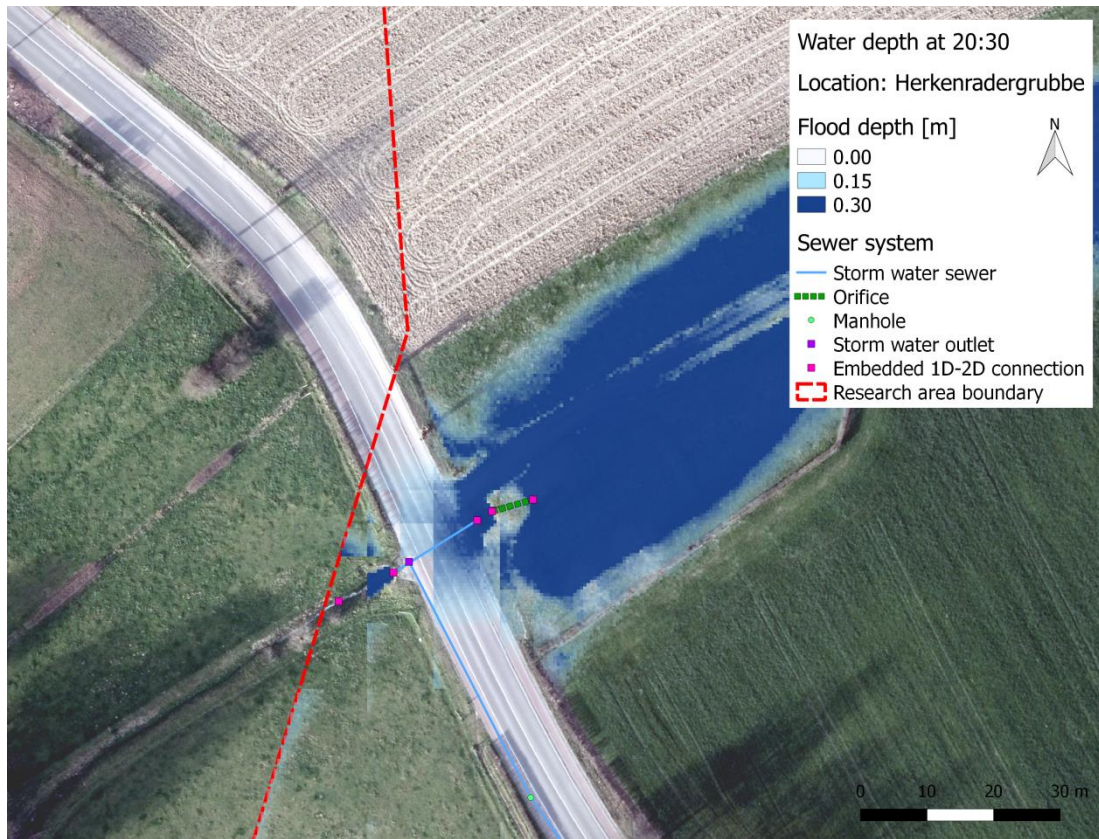 Water depth at 20:30
Location: Herkenradergrubbe
Flood depth [m]
N
0.00
0.15
0.30
Sewer system
Storm water sewer
Orifice
Manhole
Storm water outlet
Embedded 1D-2D connection
Research area boundary
0 10 20 30 m